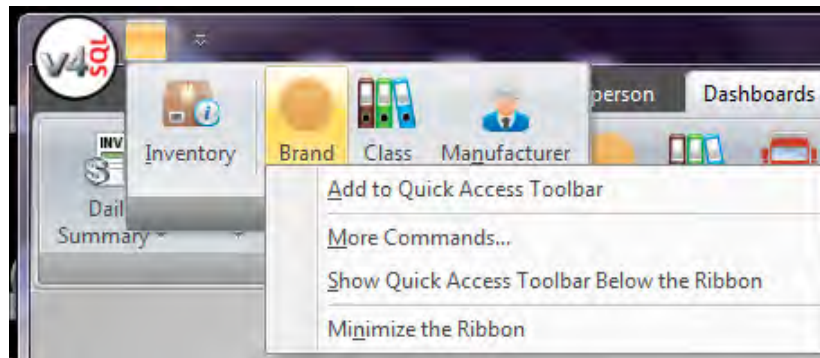 V4SQL
person Dashboards
Inventory Brand Class Manufacturer
INV
Dail
Summary
Add to Quick Access Toolbar
More Commands...
Show Quick Access Toolbar Below the Ribbon
Minimize the Ribbon